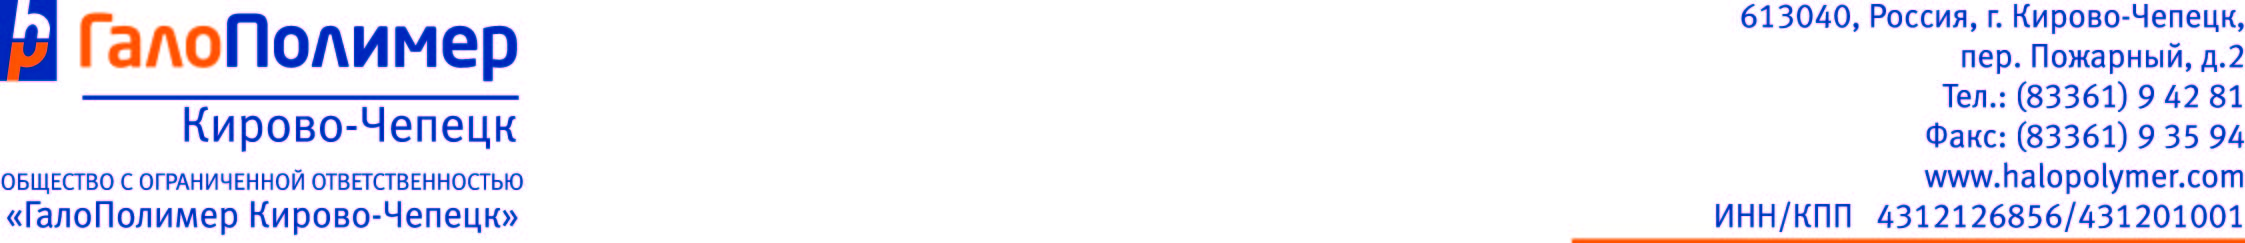 ГалоПолимер
Кирово-Чепецк
ОБЩЕСТВО С ОГРАНИЧЕННОЙ ОТВЕТСТВЕННОСТЬЮ
«ГалоПолимер Кирово-Чепецк»
613040, Россия, г. Кирово-Чепецк,
пер. Пожарный, д.2
Тел.: (83361) 9 42 81
Факс: (83361) 9 35 94
www.halopolymer.com
ИНН/КПП 4312126856/431201001